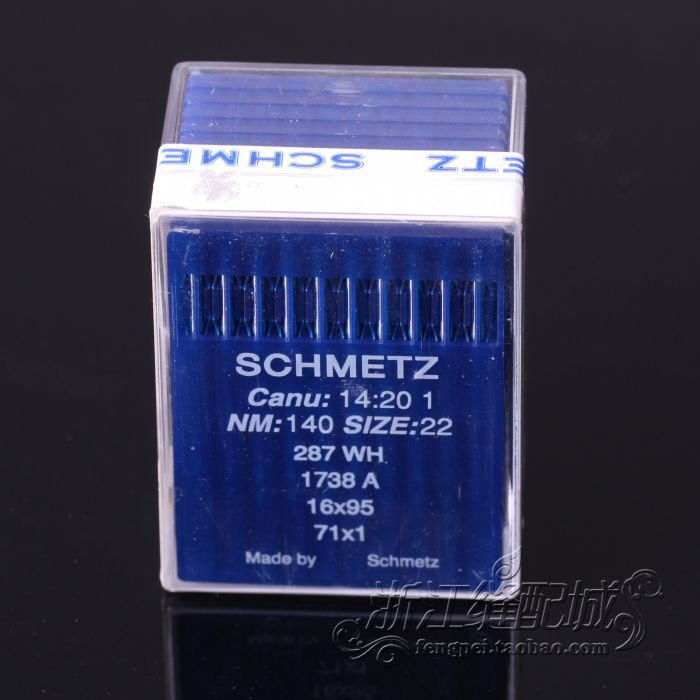 SCHME SCHMETZ ETZ
SCHMETZ
Canu: 14:20 1
NM:140 SIZE:22
287 WH
1738 A
16x95
71x1
Made by Schmetz
浙江缝配城
fengpei.taobao.com